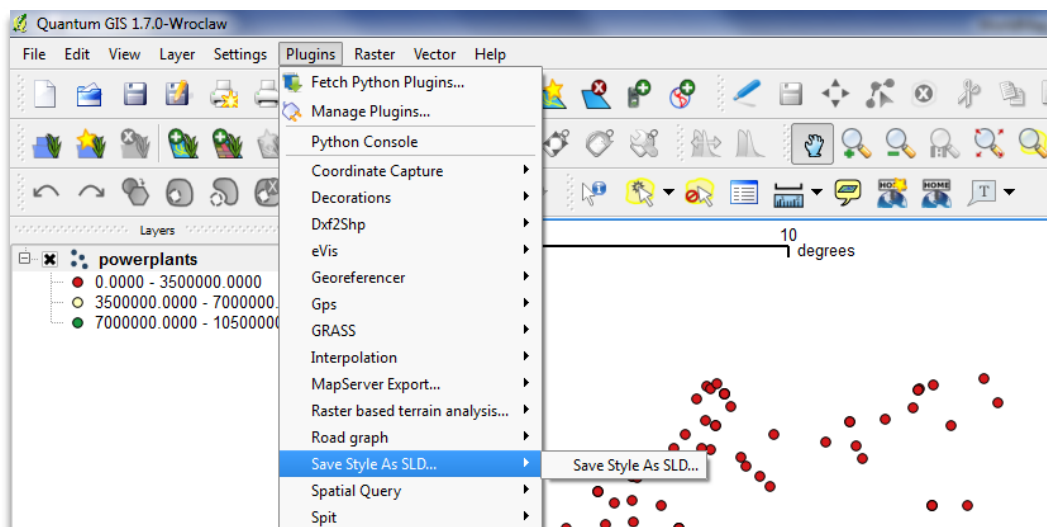 Quantum GIS 1.7.0-Wroclaw
File Edit View Layer Settings Plugins Raster Vector Help
Fetch Python Plugins...
Manage Plugins...
Python Console
Coordinate Capture
Decorations
Dxf2Shp
eVis
Georeferencer
Gps
GRASS
Interpolation
MapServer Export...
Raster based terrain analysis...
Road graph
Save Style As SLD...
Save Style As SLD...
Spatial Query
Spit
HOME
T
Layers
powerplants
0.0000 - 3500000.0000
3500000.0000 - 7000000.
7000000.0000 - 1050000
10
degrees